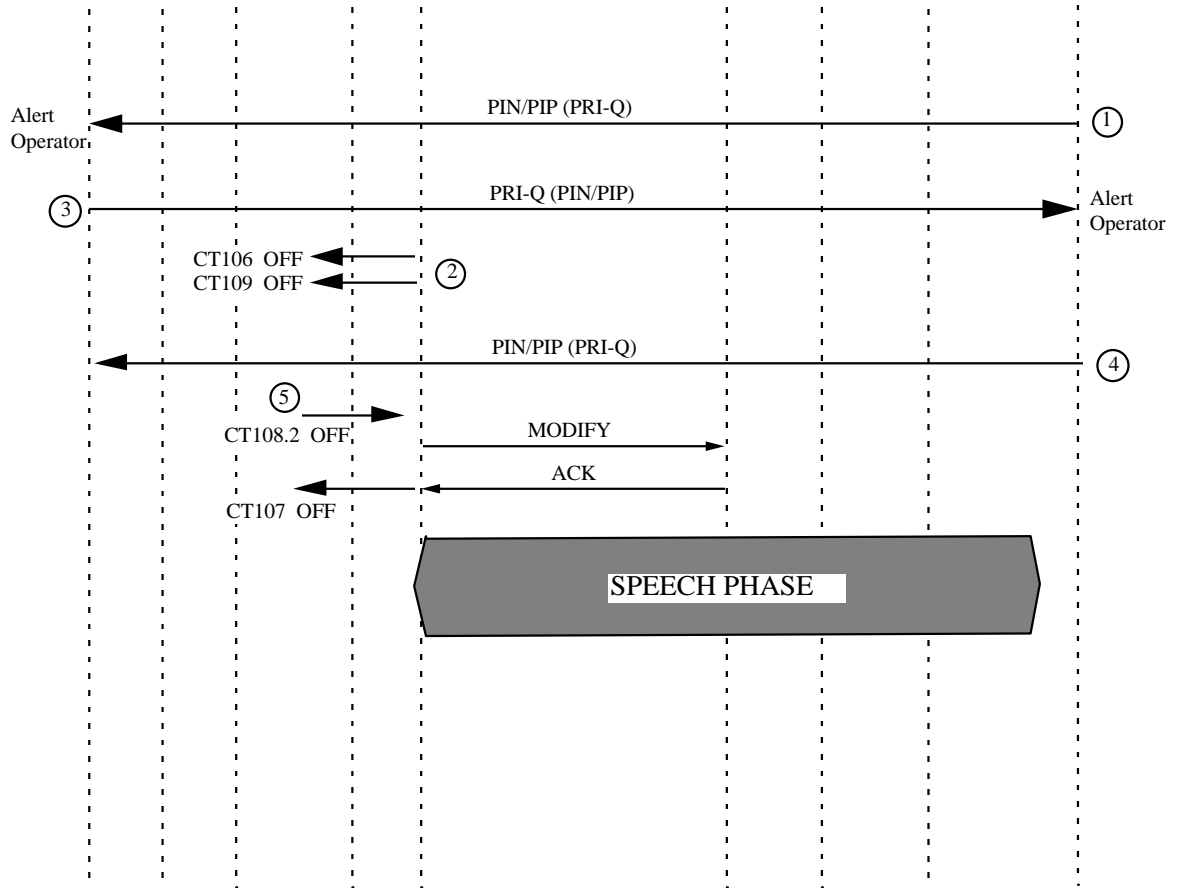 PIN/PIP (PRI-Q)
Alert
Operator
1
PRI-Q (PIN/PIP)
3
Alert
Operator
CT106 OFF
2
CT109 OFF
PIN/PIP (PRI-Q)
4
5
CT108.2 OFF
MODIFY
ACK
CT107 OFF
SPEECH PHASE